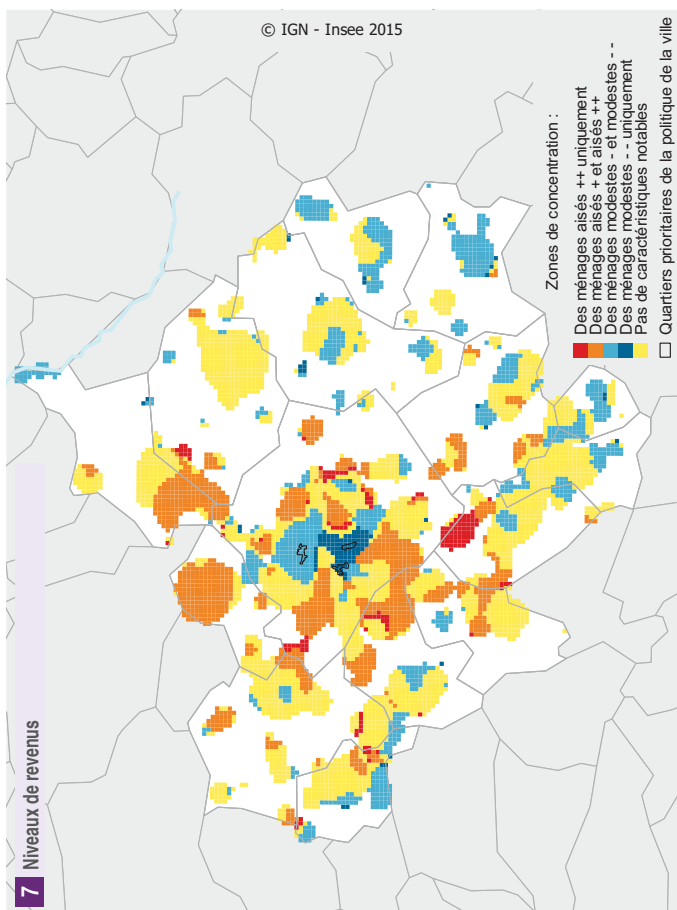 7 Niveaux de revenus
© IGN - Insee 2015
Zones de concentration :
Des ménages aisés ++ uniquement
Des ménages aisés + et aisés ++
Des ménages modestes - et modestes - -
Des ménages modestes - - uniquement
Pas de caractéristiques notables
Quartiers prioritaires de la politique de la ville